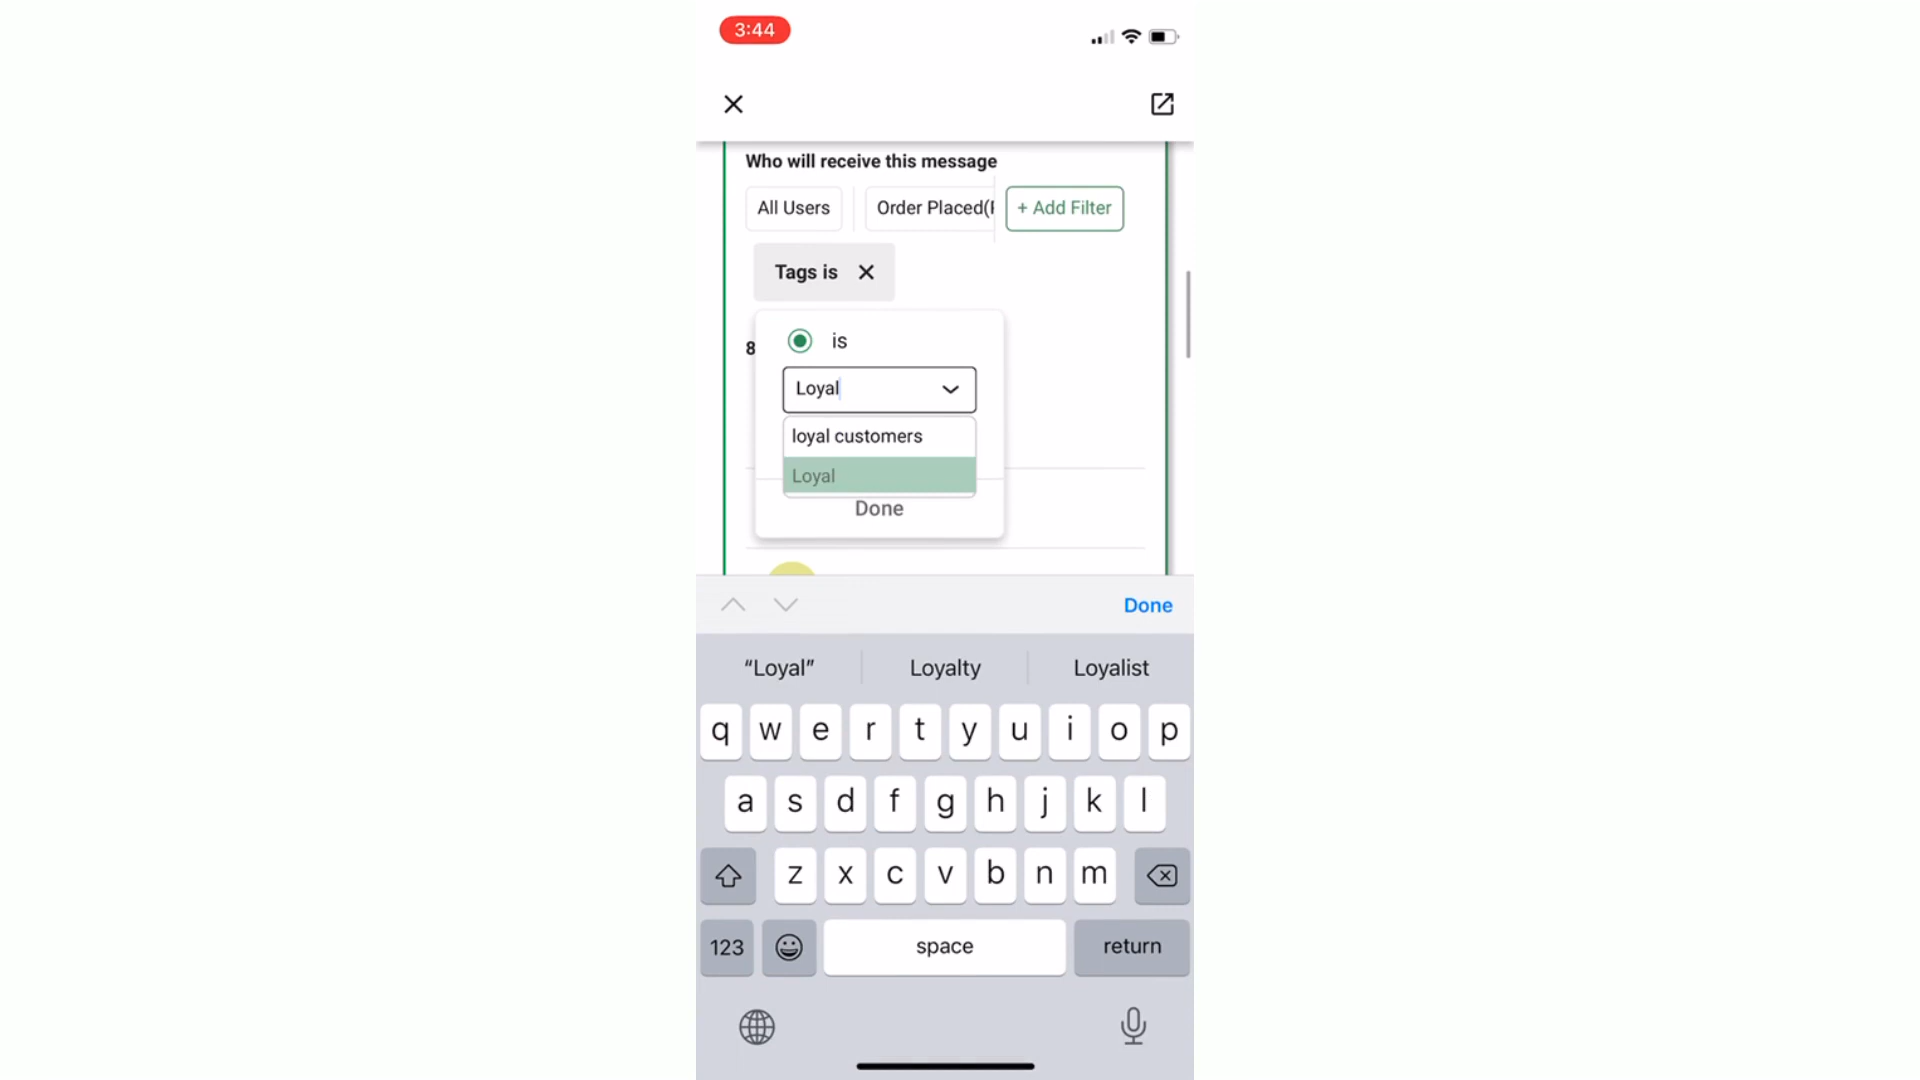 3:44
Who will receive this message
All Users
Order Placed(
+ Add Filter
Tags is
8
is
Loyal
loyal customers
Loyal
Done
Done
“Loyal”
Loyalty
Loyalist
q w e r t y u i o p
a s d f g h j k l
z x c v b n m
123
space
return